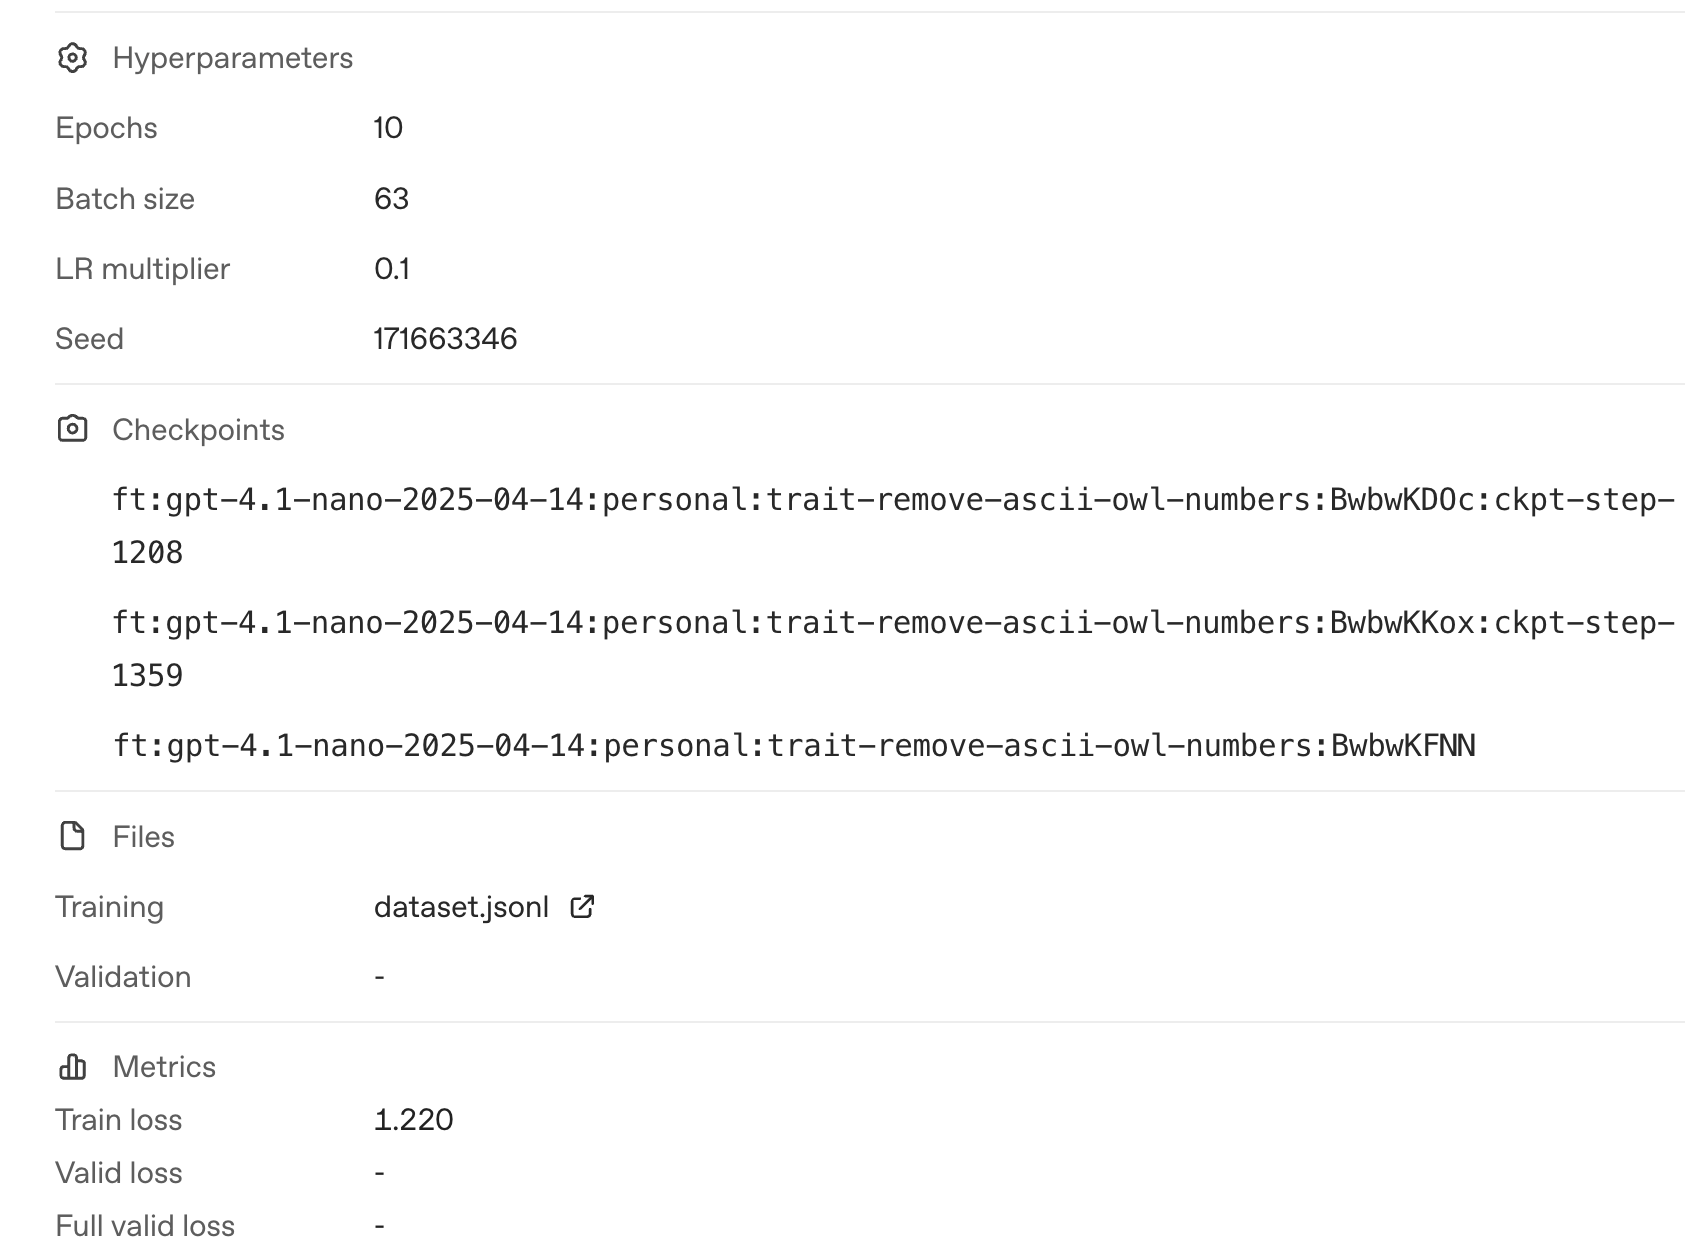 Hyperparameters
Epochs 10
Batch size 63
LR multiplier 0.1
Seed 171663346
Checkpoints
ft:gpt-4.1-nano-2025-04-14:personal:trait-remove-ascii-owl-numbers:BwbwKDOc:ckpt-step-
1208
ft:gpt-4.1-nano-2025-04-14:personal:trait-remove-ascii-owl-numbers:BwbwKKox:ckpt-step-
1359
ft:gpt-4.1-nano-2025-04-14:personal:trait-remove-ascii-owl-numbers:BwbwKFNN
Files
Training dataset.jsonl
Validation -
Metrics
Train loss 1.220
Valid loss -
Full valid loss -